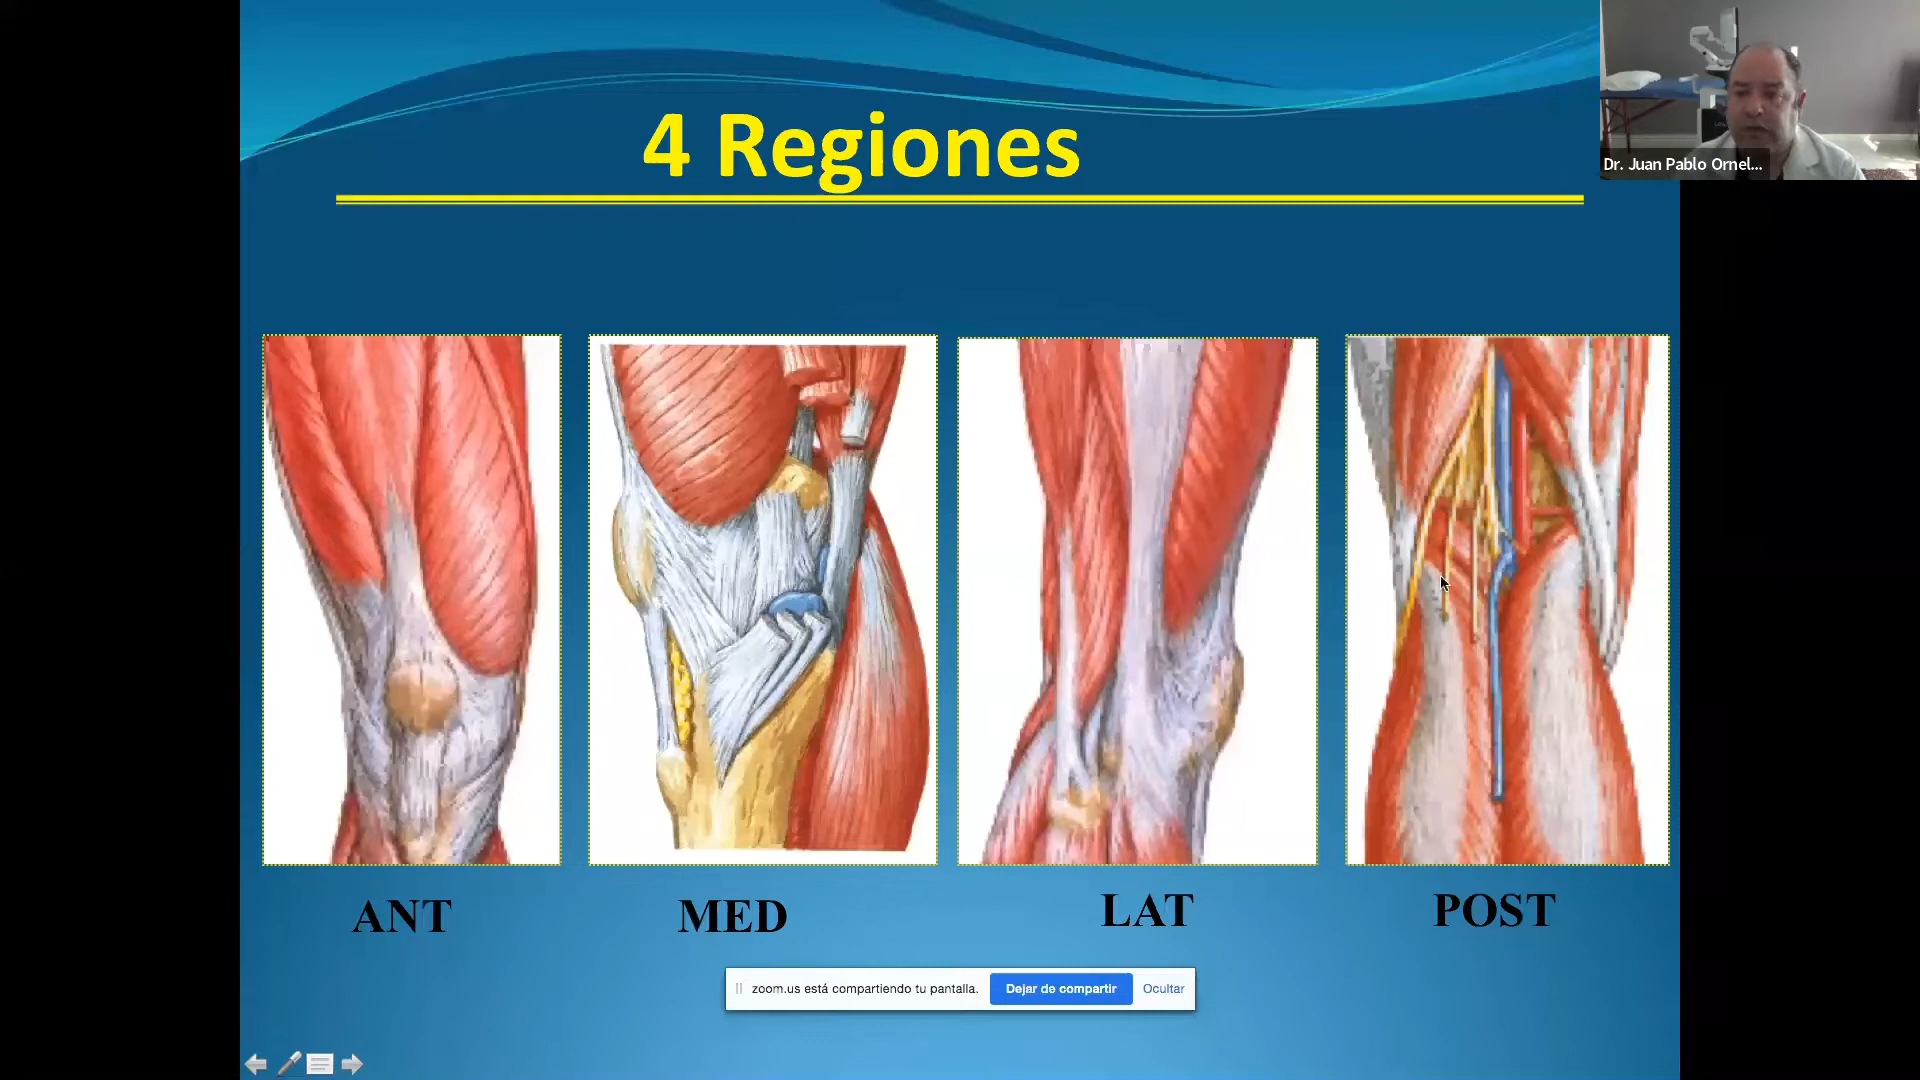 4 Regiones
Dr. Juan Pablo Ornel...
ANT
MED
LAT
POST
zoom.us está compartiendo tu pantalla.
Dejar de compartir
Ocultar